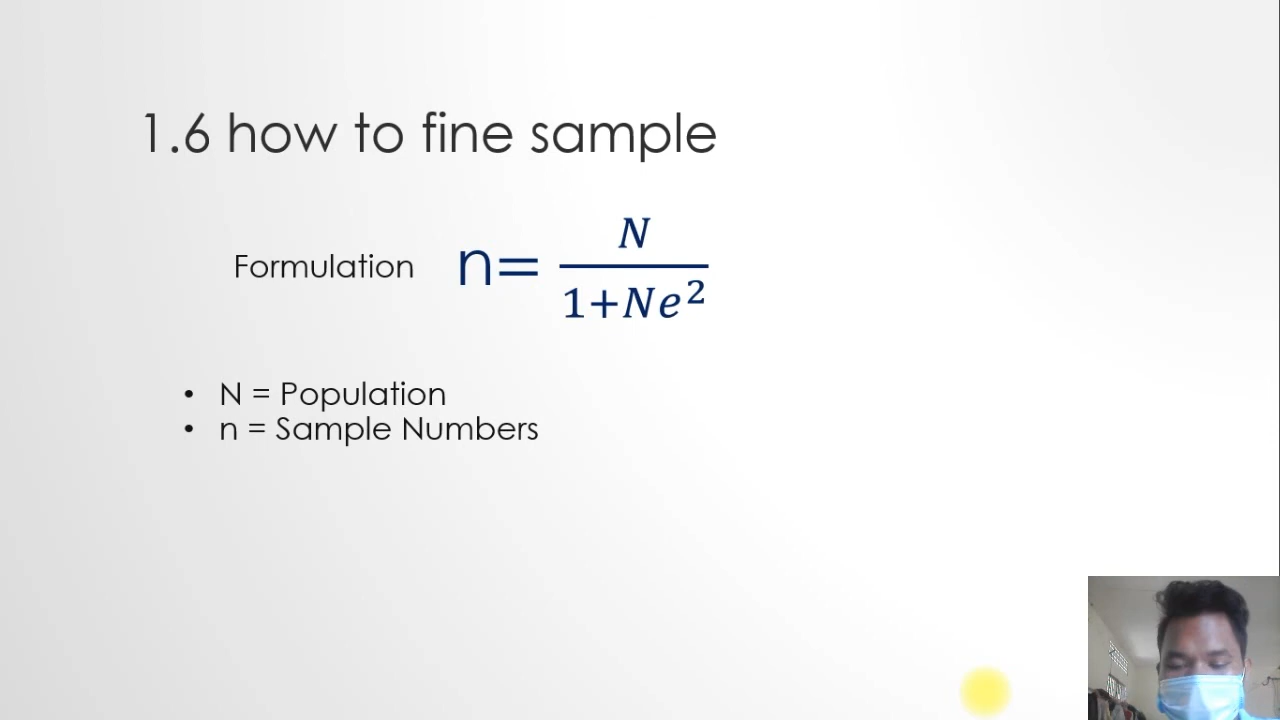 1.6 how to fine sample
Formulation n= N/1+Ne²
• N = Population
• n = Sample Numbers